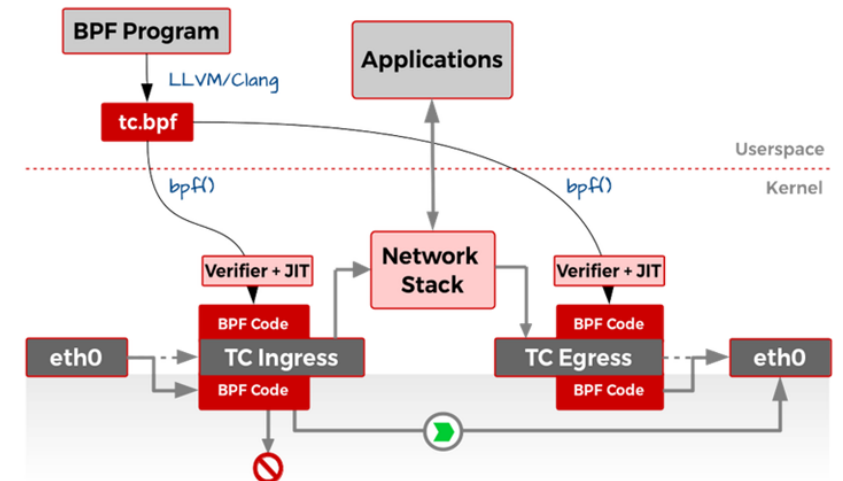 BPF Program
Applications
LLVM/Clang
tc.bpf
Userspace
bpf()
bpf()
Kernel
Network
Stack
Verifier + JIT
Verifier + JIT
BPF Code
BPF Code
eth0
TC Ingress
TC Egress
eth0
BPF Code
BPF Code